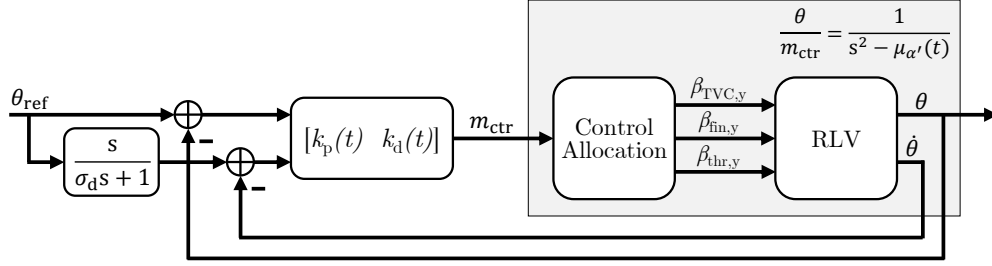 θ/m_ctr = 1/(s² − μ_α′(t))
θ_ref
s/(σ_d s + 1)
[k_p(t) k_d(t)]
m_ctr
Control
Allocation
β_TVC,y
β_fin,y
β_thr,y
RLV
θ
θ̇